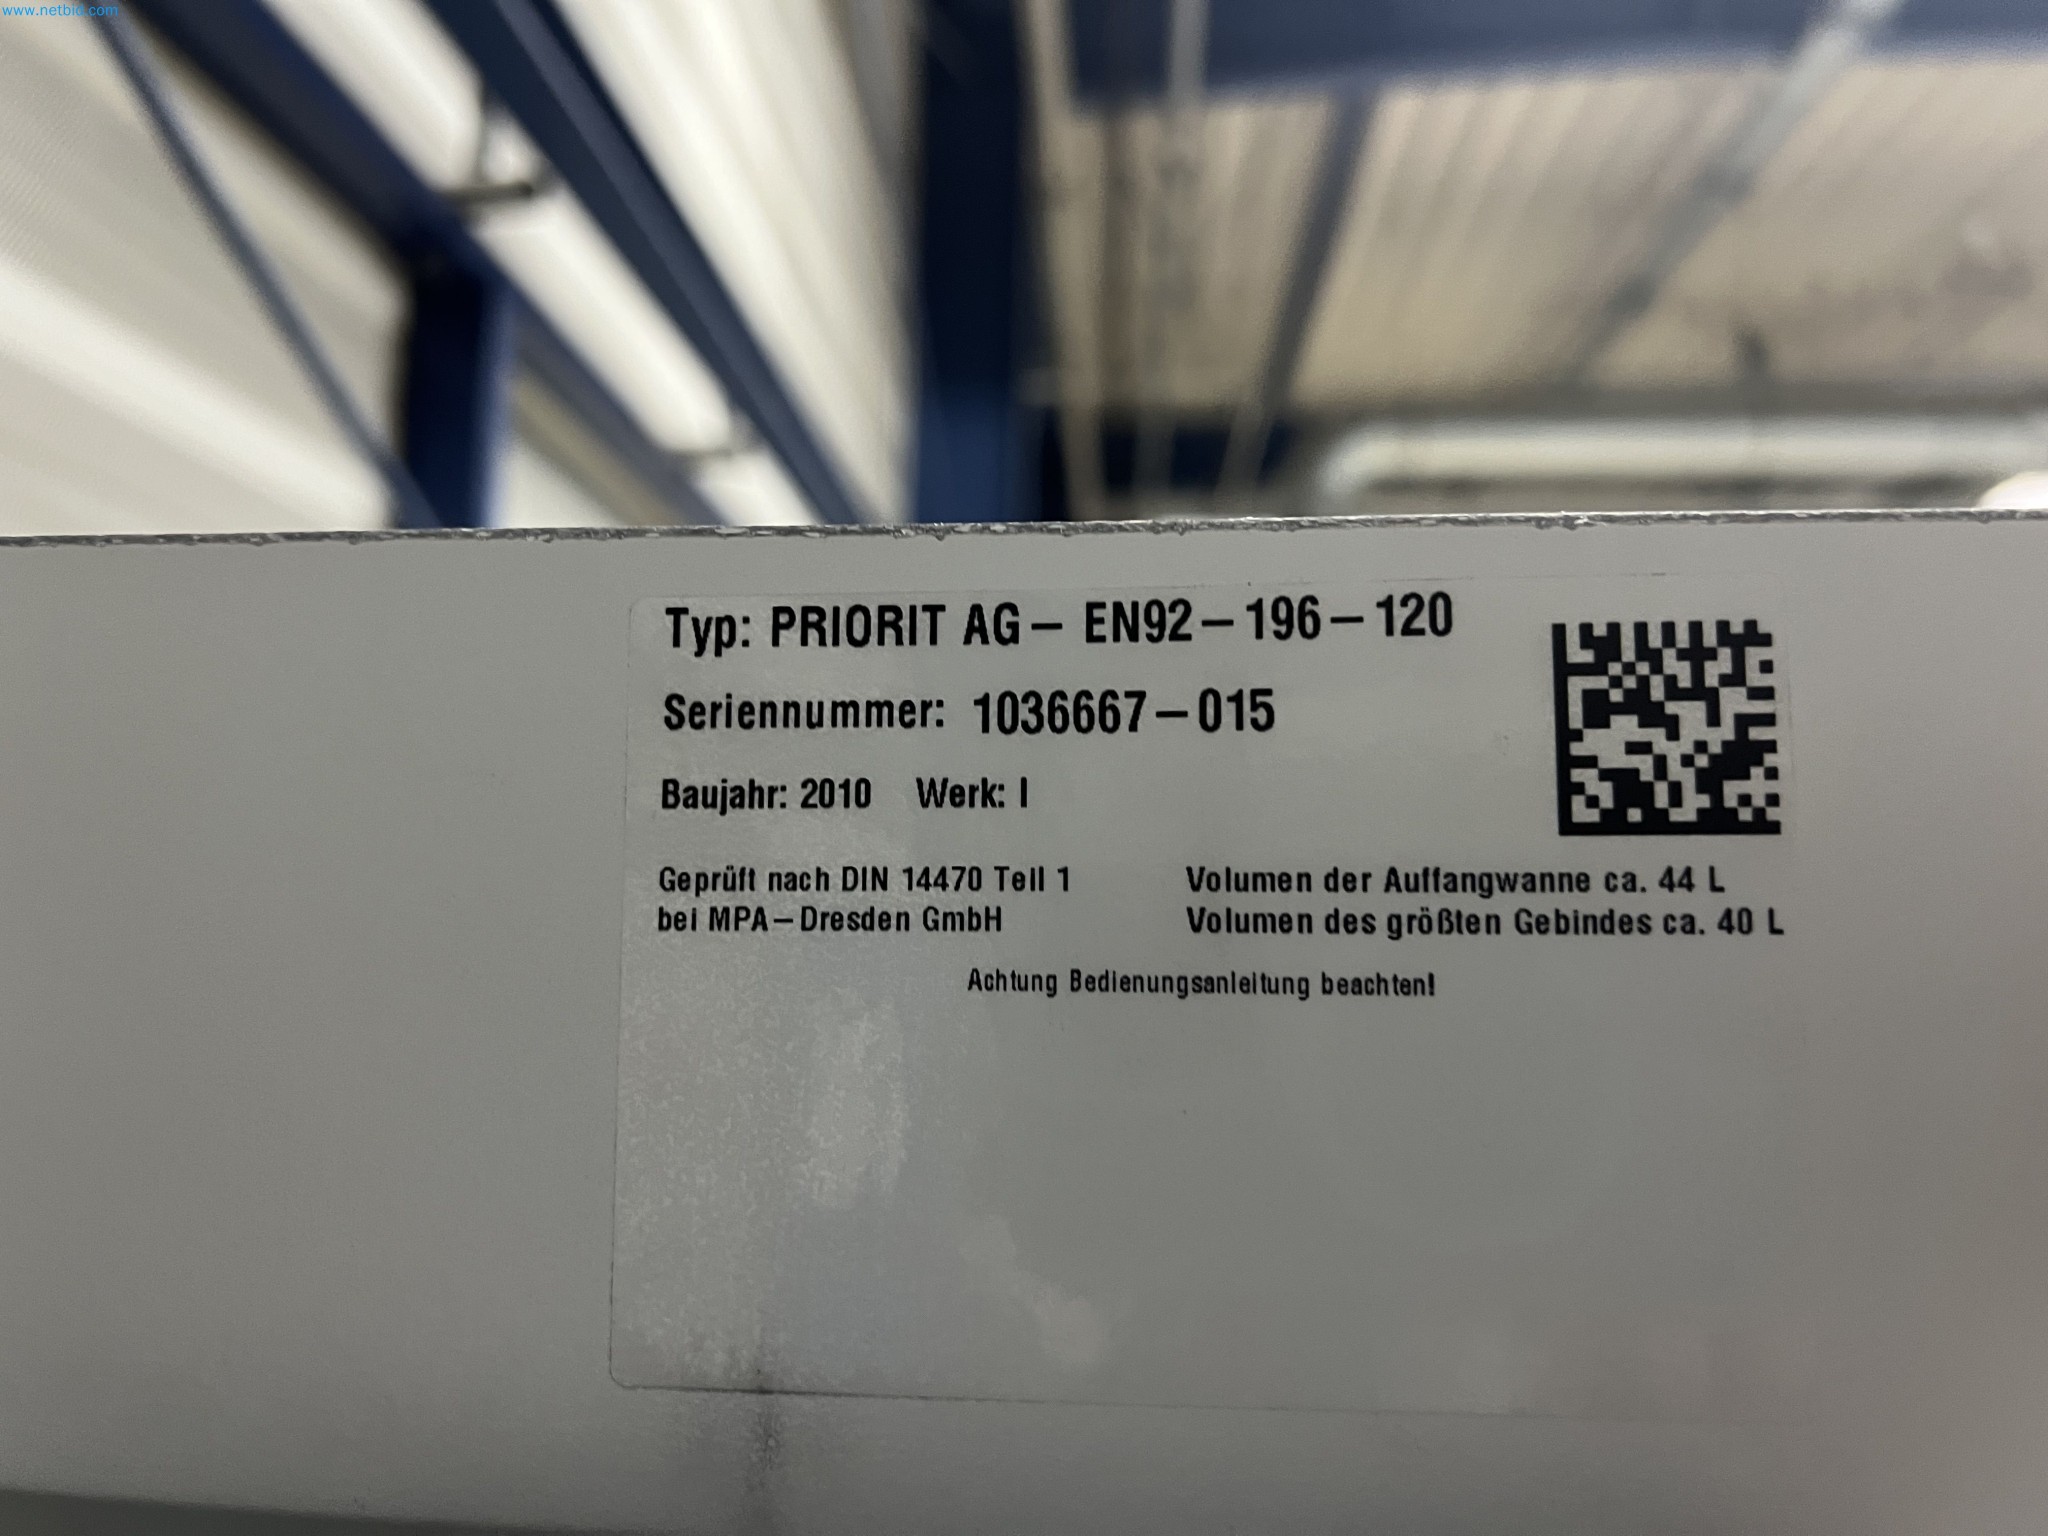 www.netbid.com
Typ: PRIORIT AG – EN92 – 196 – 120
Seriennummer: 1036667 – 015
Baujahr: 2010 Werk: I
Geprüft nach DIN 14470 Teil 1
bei MPA – Dresden GmbH
Volumen der Auffangwanne ca. 44 L
Volumen des größten Gebindes ca. 40 L
Achtung Bedienungsanleitung beachten!